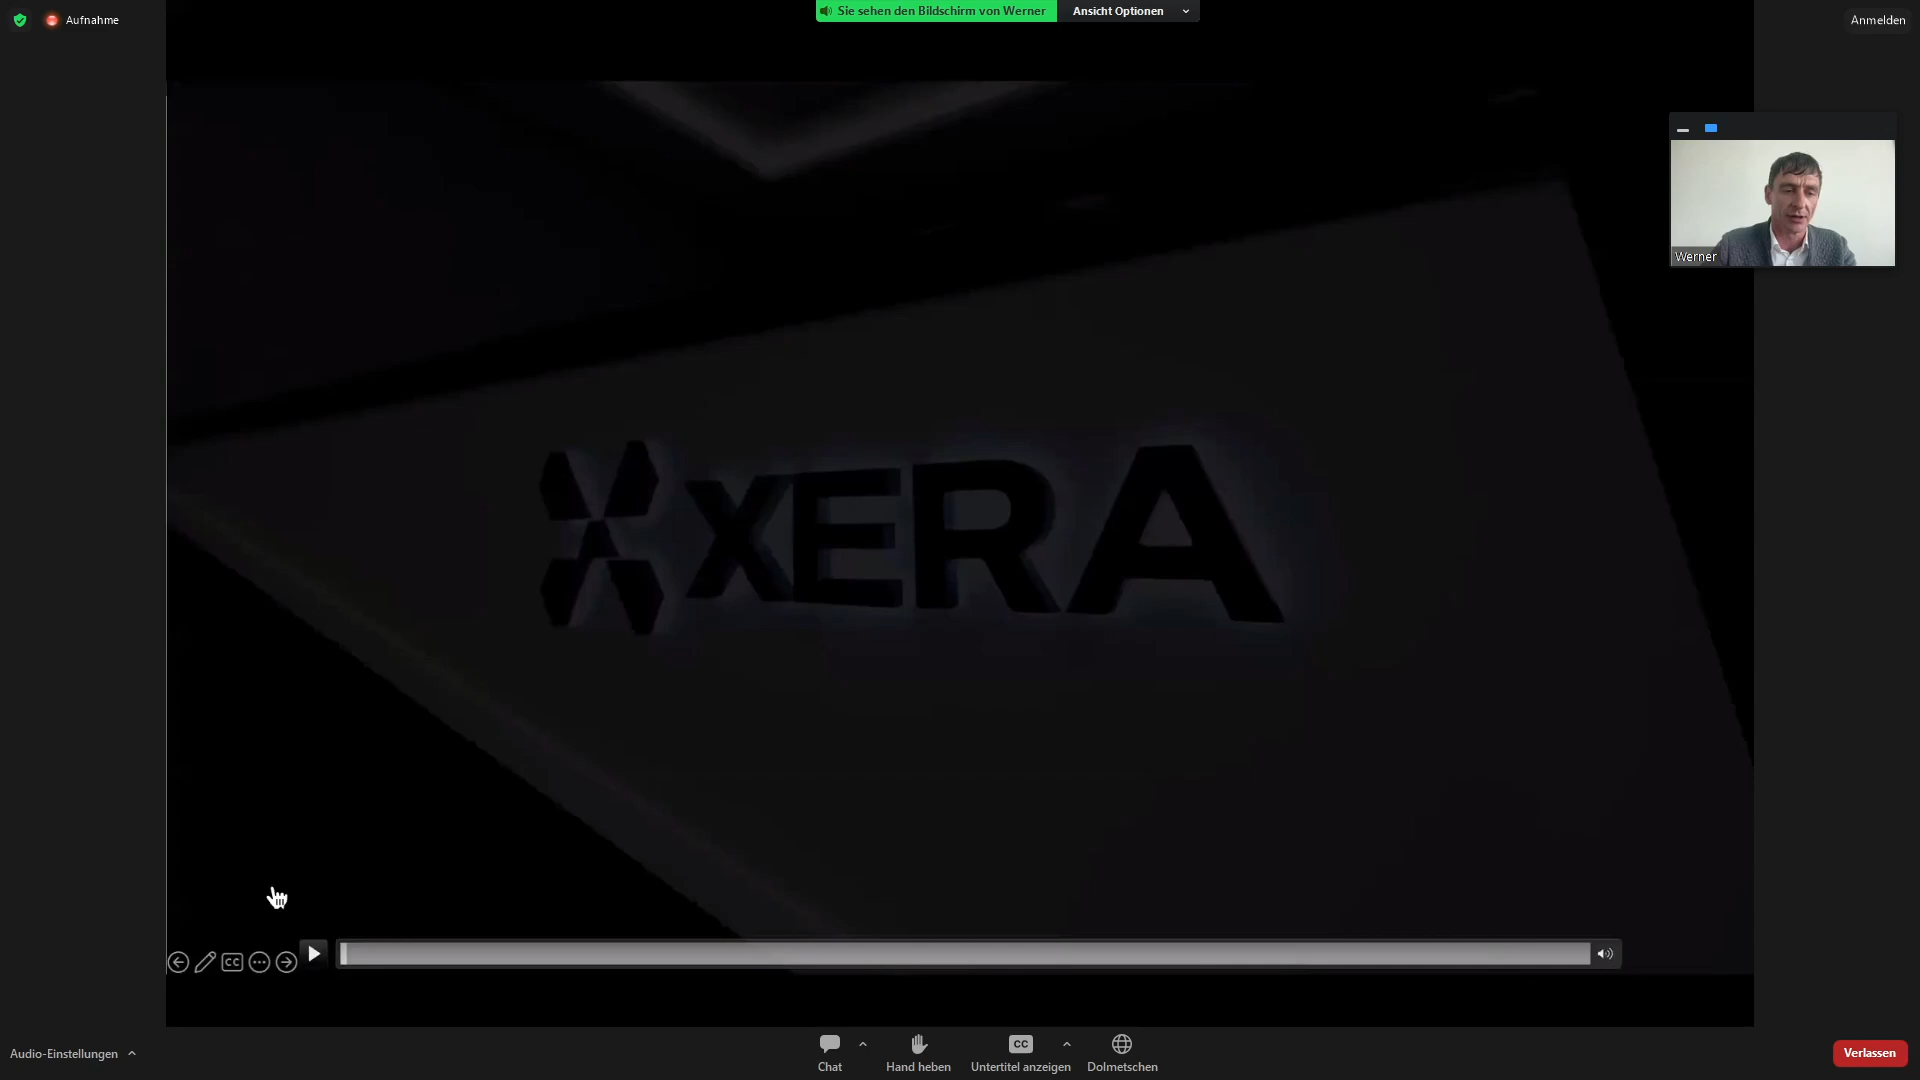 Aufnahme
Sie sehen den Bildschirm von Werner
Ansicht Optionen
Anmelden
Werner
XERA
CC
Audio-Einstellungen
Chat
Hand heben
CC
Untertitel anzeigen
Dolmetschen
Verlassen